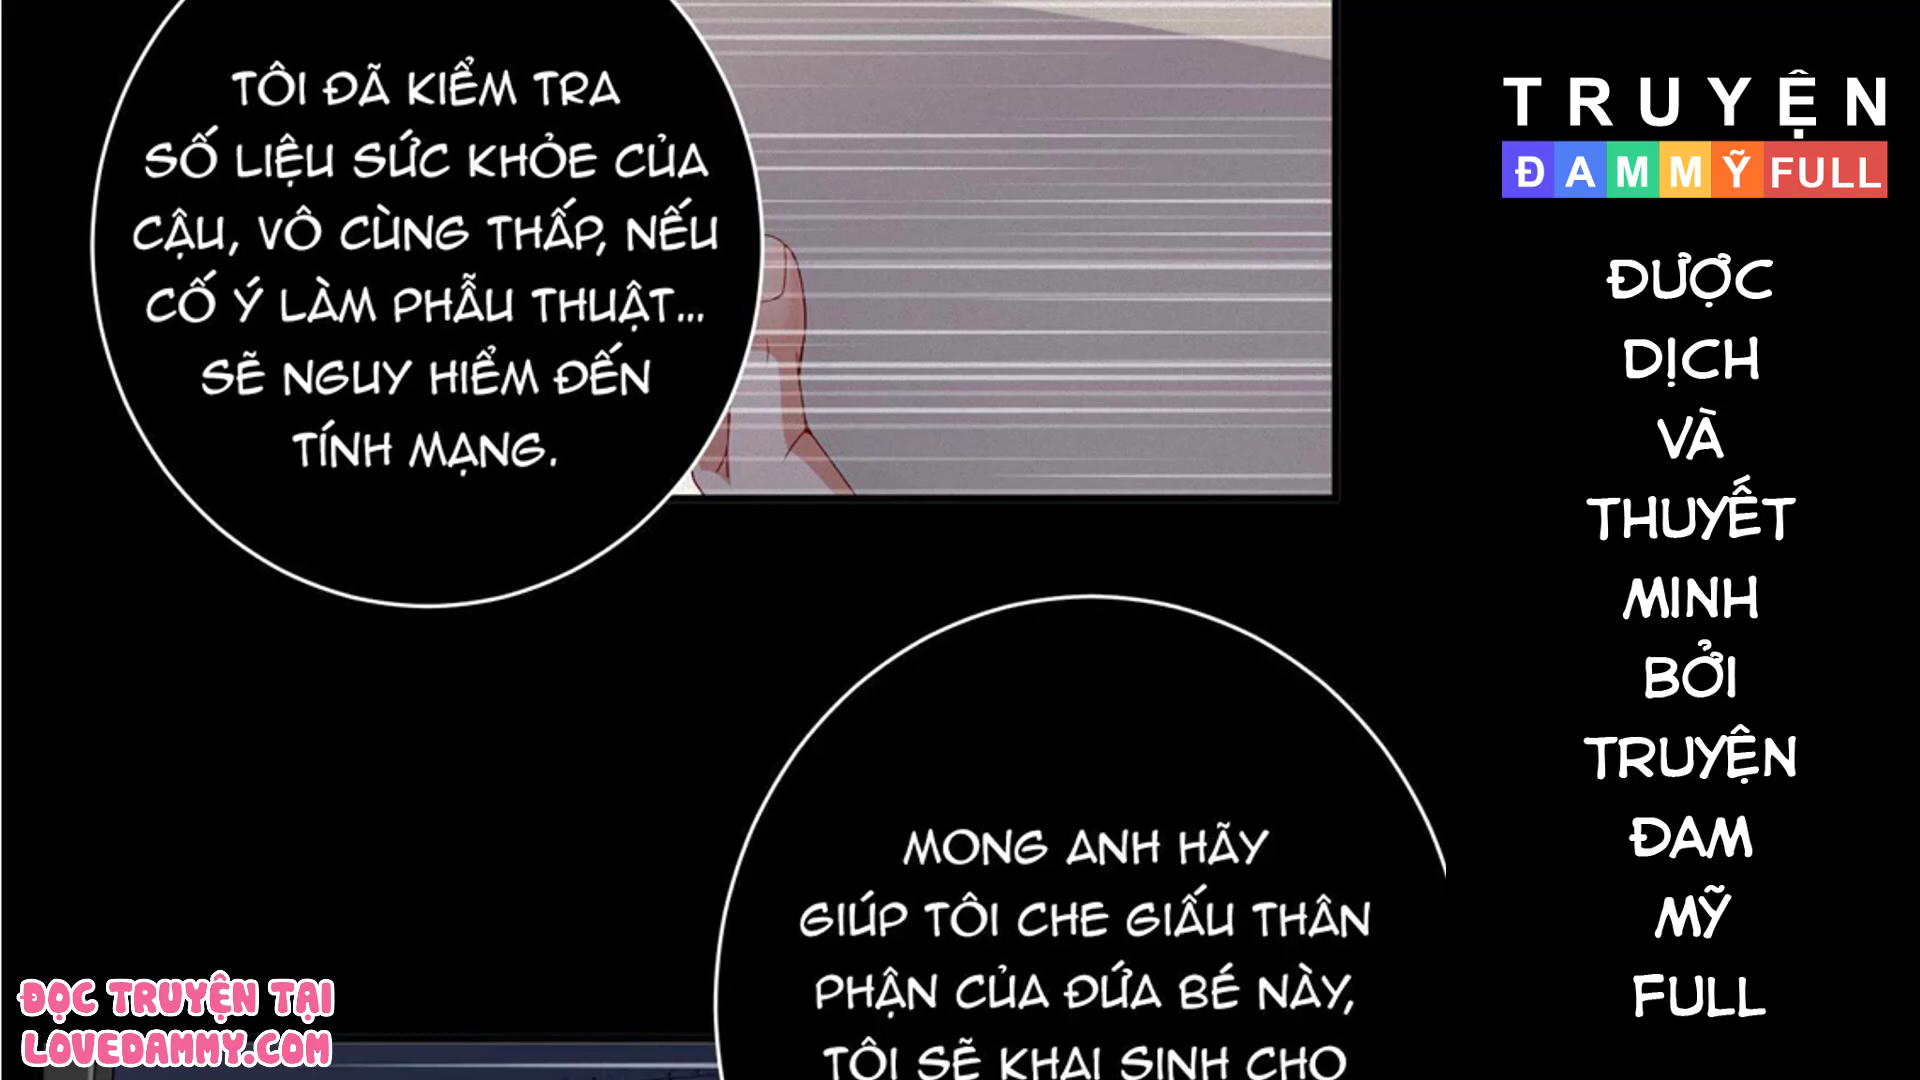 TÔI ĐÃ KIỂM TRA
SỐ LIỆU SỨC KHỎE CỦA
CẬU, VÔ CÙNG THẤP, NẾU
CỐ Ý LÀM PHẪU THUẬT...
SẼ NGUY HIỂM ĐẾN
TÍNH MẠNG.
MONG ANH HÃY
GIÚP TÔI CHE GIẤU THÂN
PHẬN CỦA ĐỨA BÉ NÀY,
TÔI SẼ KHAI SINH CHO
ĐỌC TRUYỆN TẠI
LOVEDAMMY.COM
TRUYỆN
ĐAMMỸFULL
ĐƯỢC
DỊCH
VÀ
THUYẾT
MINH
BỞI
TRUYỆN
ĐAM
MỸ
FULL